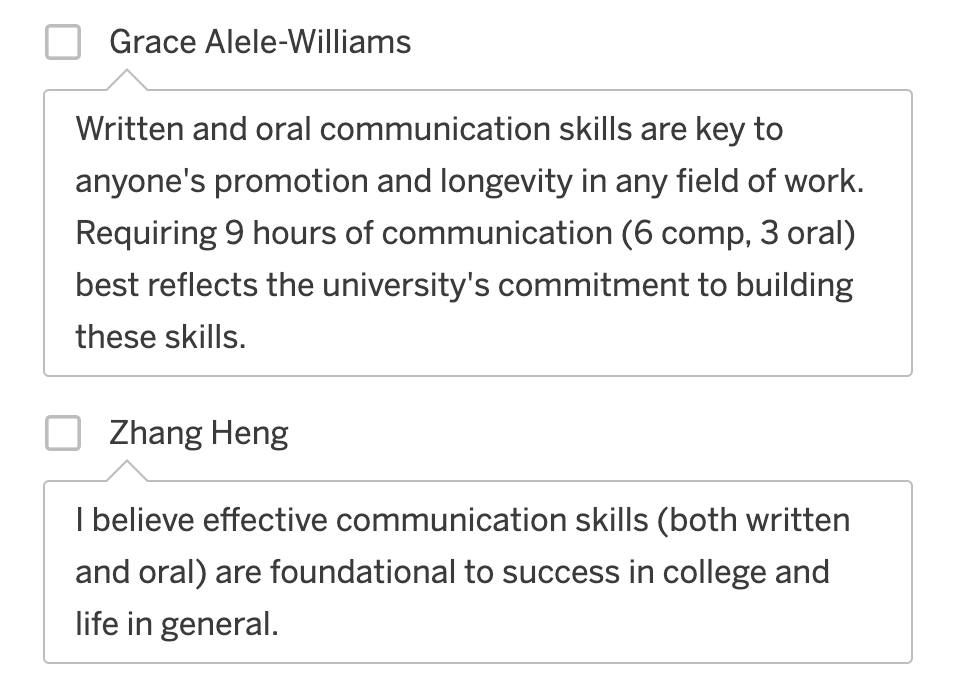 Grace Alele-Williams
Written and oral communication skills are key to
anyone's promotion and longevity in any field of work.
Requiring 9 hours of communication (6 comp, 3 oral)
best reflects the university's commitment to building
these skills.
Zhang Heng
I believe effective communication skills (both written
and oral) are foundational to success in college and
life in general.